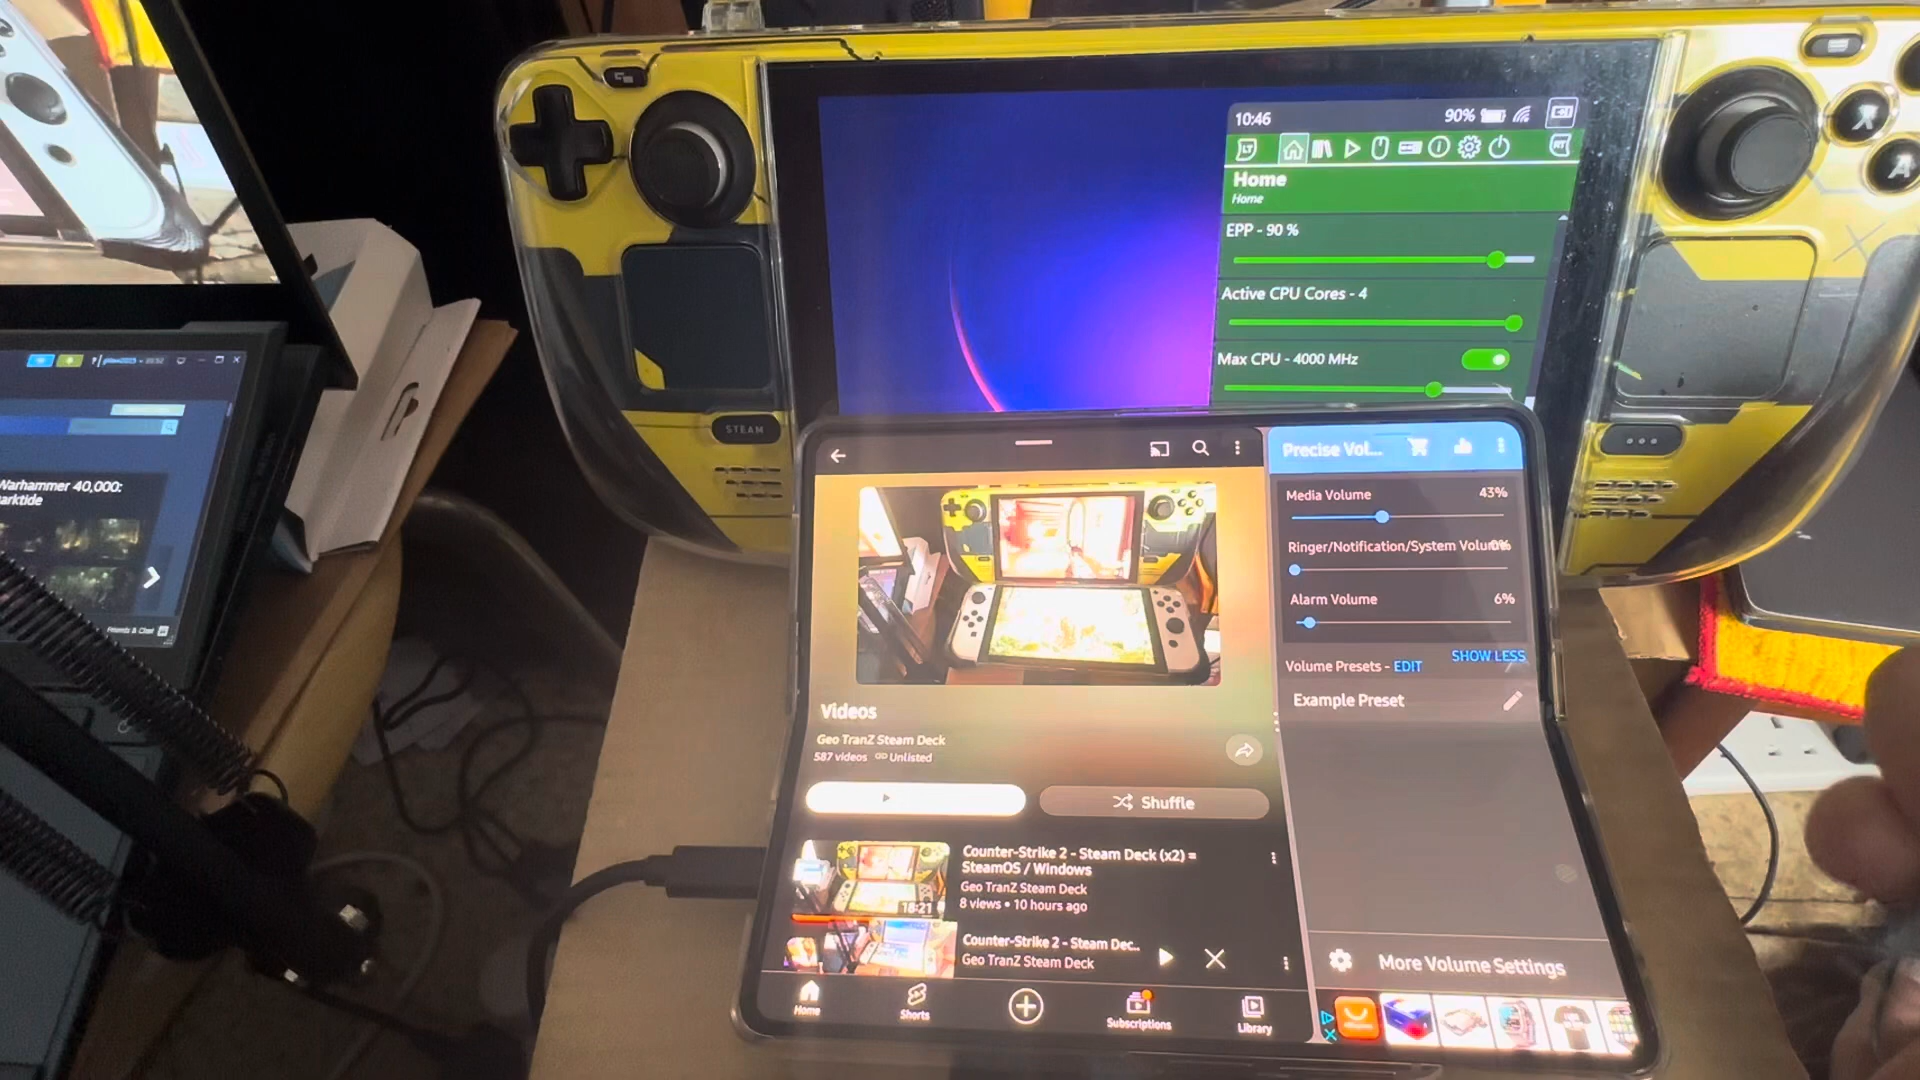 10:46
90%
LT
RT
Home
Home
EPP - 90 %
Active CPU Cores - 4
Max CPU - 4000 MHz
X
A
STEAM
Warhammer 40,000:
arktide
Friends & Chat
Precise Vol...
Media Volume
43%
Ringer/Notification/System Volume
0%
Alarm Volume
6%
Volume Presets - EDIT
SHOW LESS
Example Preset
More Volume Settings
Videos
Geo TranZ Steam Deck
587 videos
Unlisted
Shuffle
Counter-Strike 2 - Steam Deck (x2) =
SteamOS / Windows
Geo TranZ Steam Deck
8 views • 10 hours ago
18:21
Counter-Strike 2 - Steam Dec..
Geo TranZ Steam Deck
Home
Shorts
Subscriptions
Library